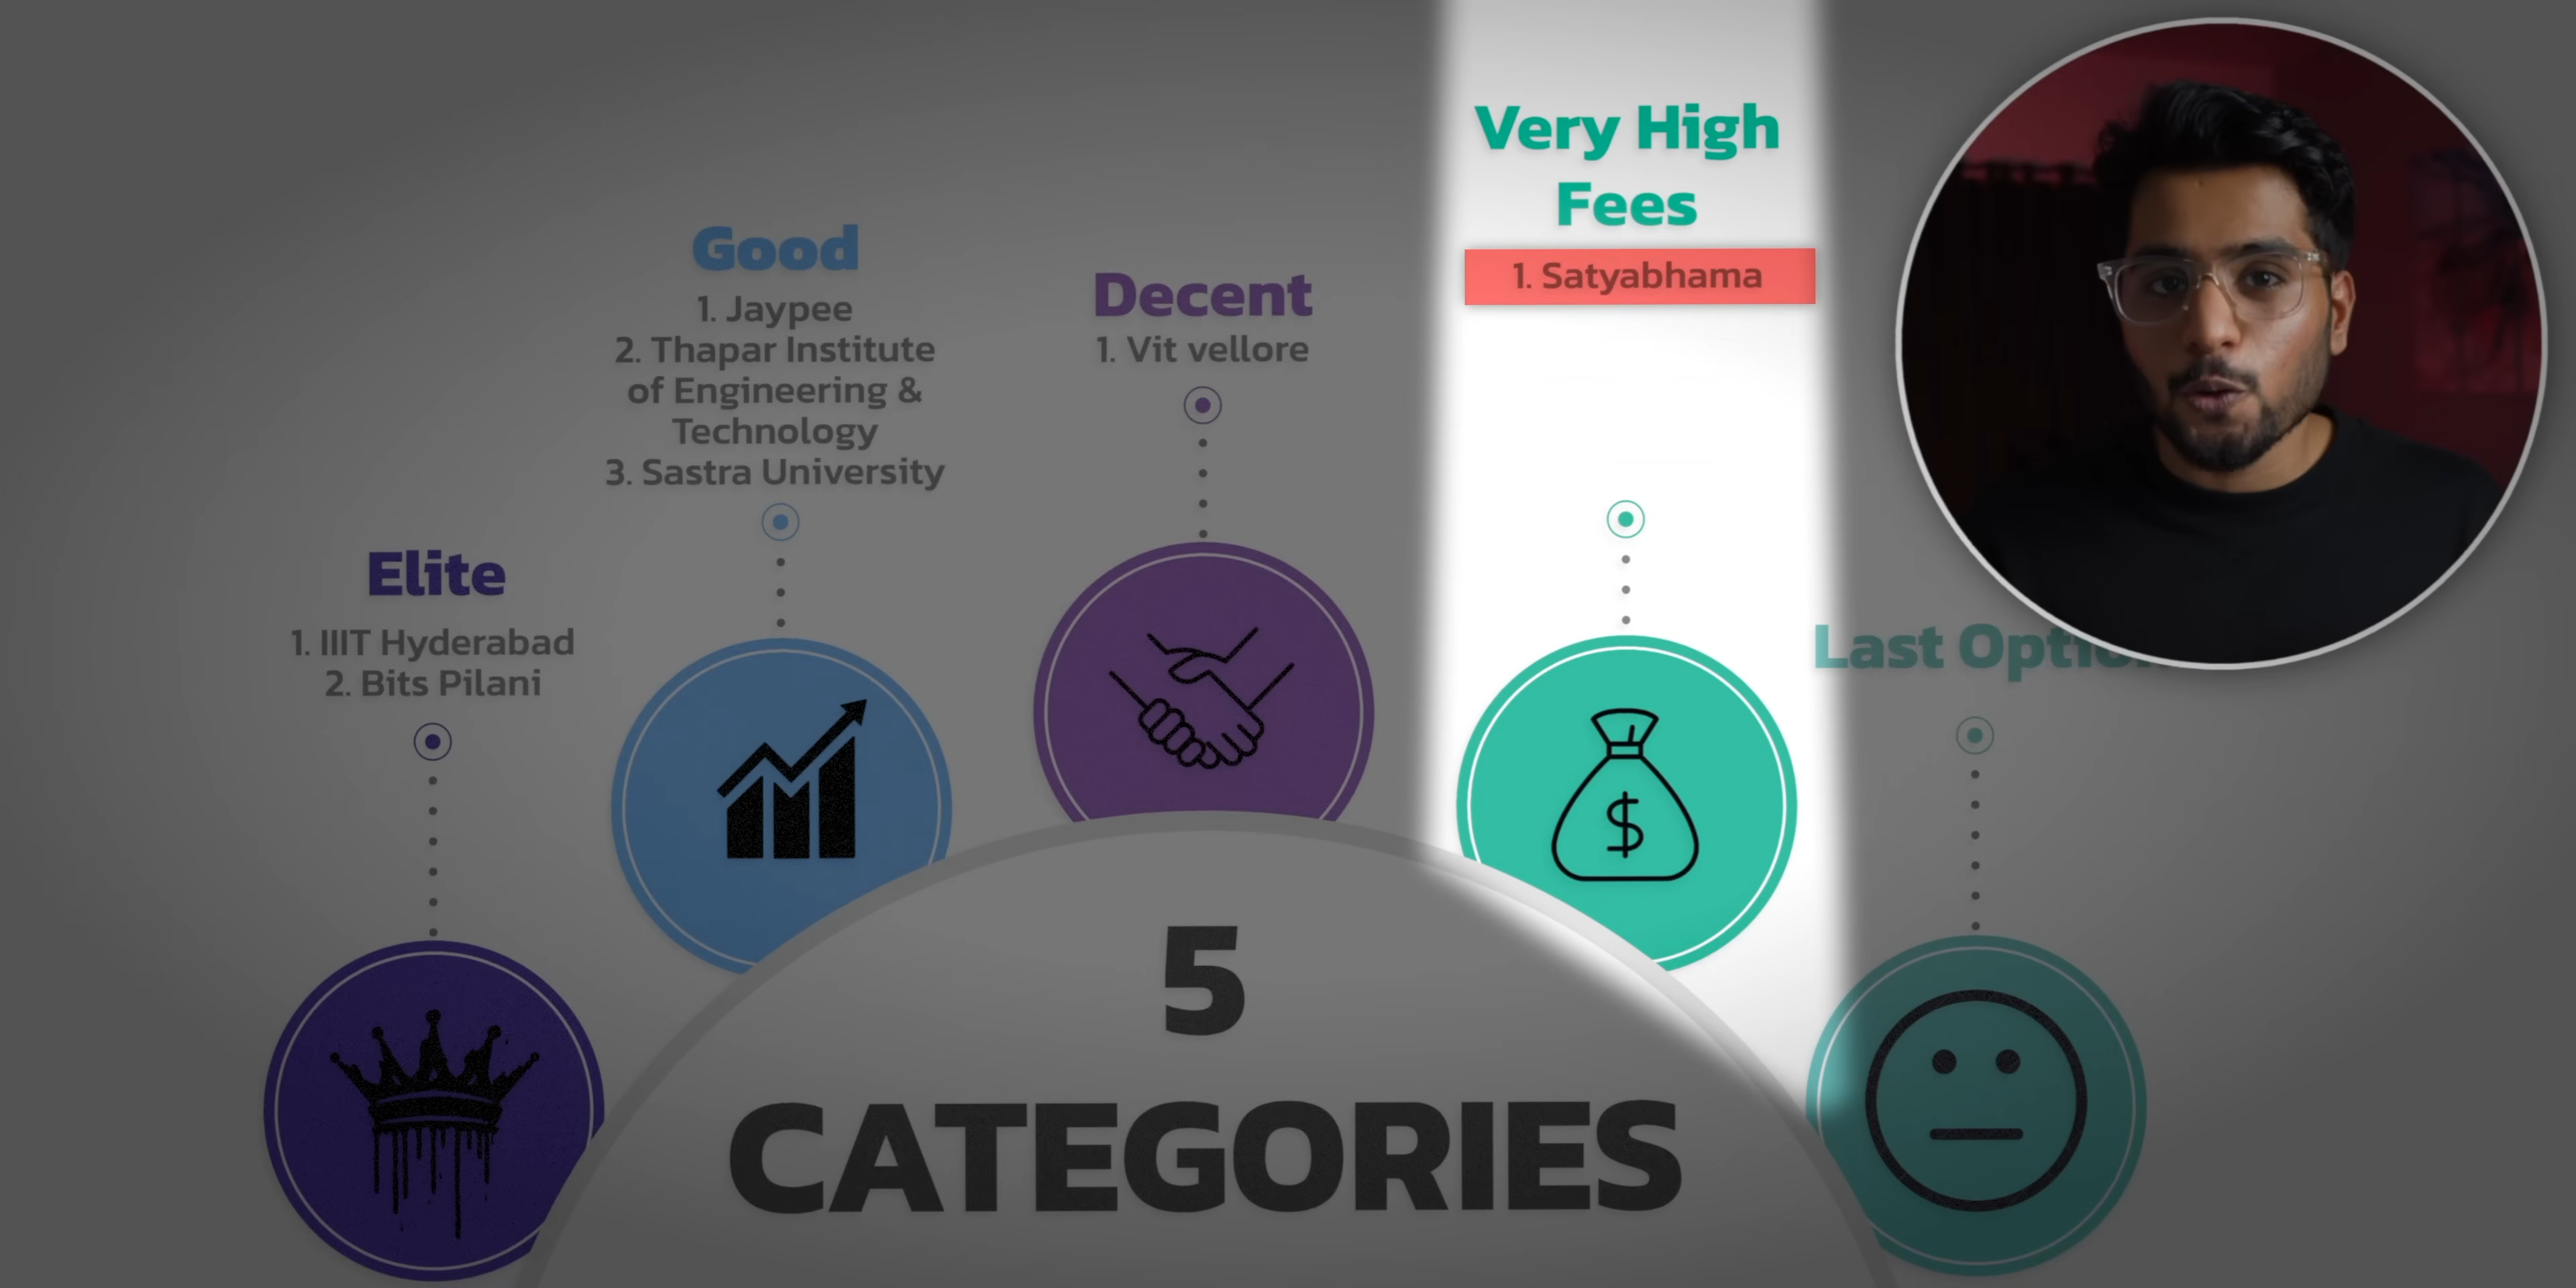 Elite
1. IIIT Hyderabad
2. Bits Pilani
Good
1. Jaypee
2. Thapar Institute
of Engineering &
Technology
3. Sastra University
Decent
1. Vit vellore
Very High
Fees
1. Satyabhama
Last
5
CATEGORIES